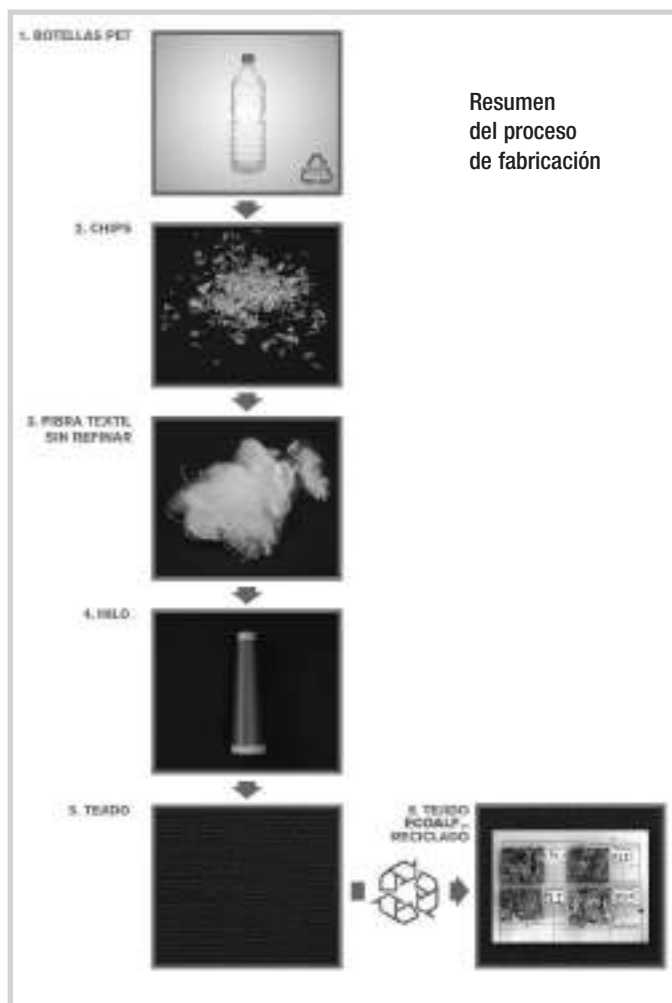 1. BOTELLAS PET
Resumen
del proceso
de fabricación
2. CHIPS
3. FIBRA TEXTIL
SIN REFINAR
4. HILO
5. TEJIDO
6. TEJIDO
ECOALF
RECICLADO